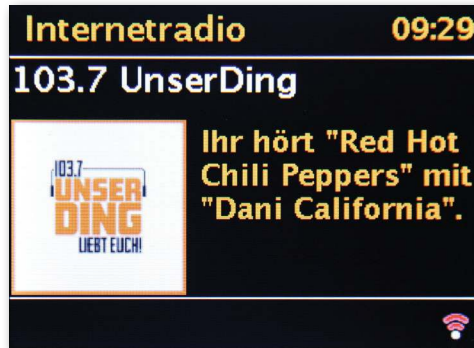 Internetradio 09:29
103.7 UnserDing
103.7
UNSER
DING
LIEBT EUCH!
Ihr hört "Red Hot
Chili Peppers" mit
"Dani California".